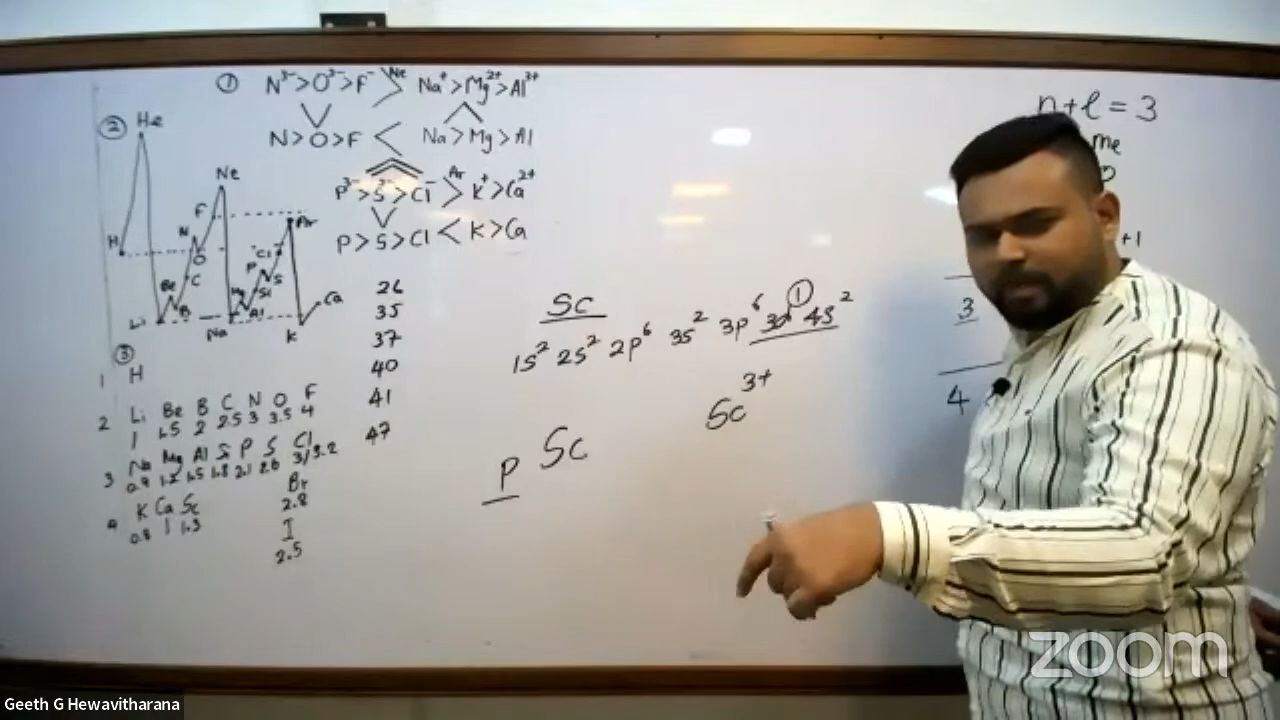 ① N³⁻>O²⁻>F⁻ > Ne Na⁺>Mg²⁺>Al³⁺
N>O>F < Na>Mg>Al
P³⁻>S²⁻>Cl⁻ > Ar K⁺>Ca²⁺
P>S>Cl < K>Ca
②
He
Ne
F
Ar
H
N
O
Cl
Be
C
P
S
B
Mg
Si
Al
Ca
Li
Na
K
26
35
37
40
41
47
③
1 H
2 Li Be B C N O F
1 1.5 2 2.5 3 3.5 4
3 Na Mg Al Si P S Cl
0.9 1.2 1.5 1.8 2.1 2.6 3/3.2
4 K Ca Sc Br
0.8 1 1.3 2.8
I
2.5
Sc
1s² 2s² 2p⁶ 3s² 3p⁶ 3d¹ 4s²
Sc³⁺
P Sc
n+l = 3
me
+1
3
4
zoom
Geeth G Hewavitharana